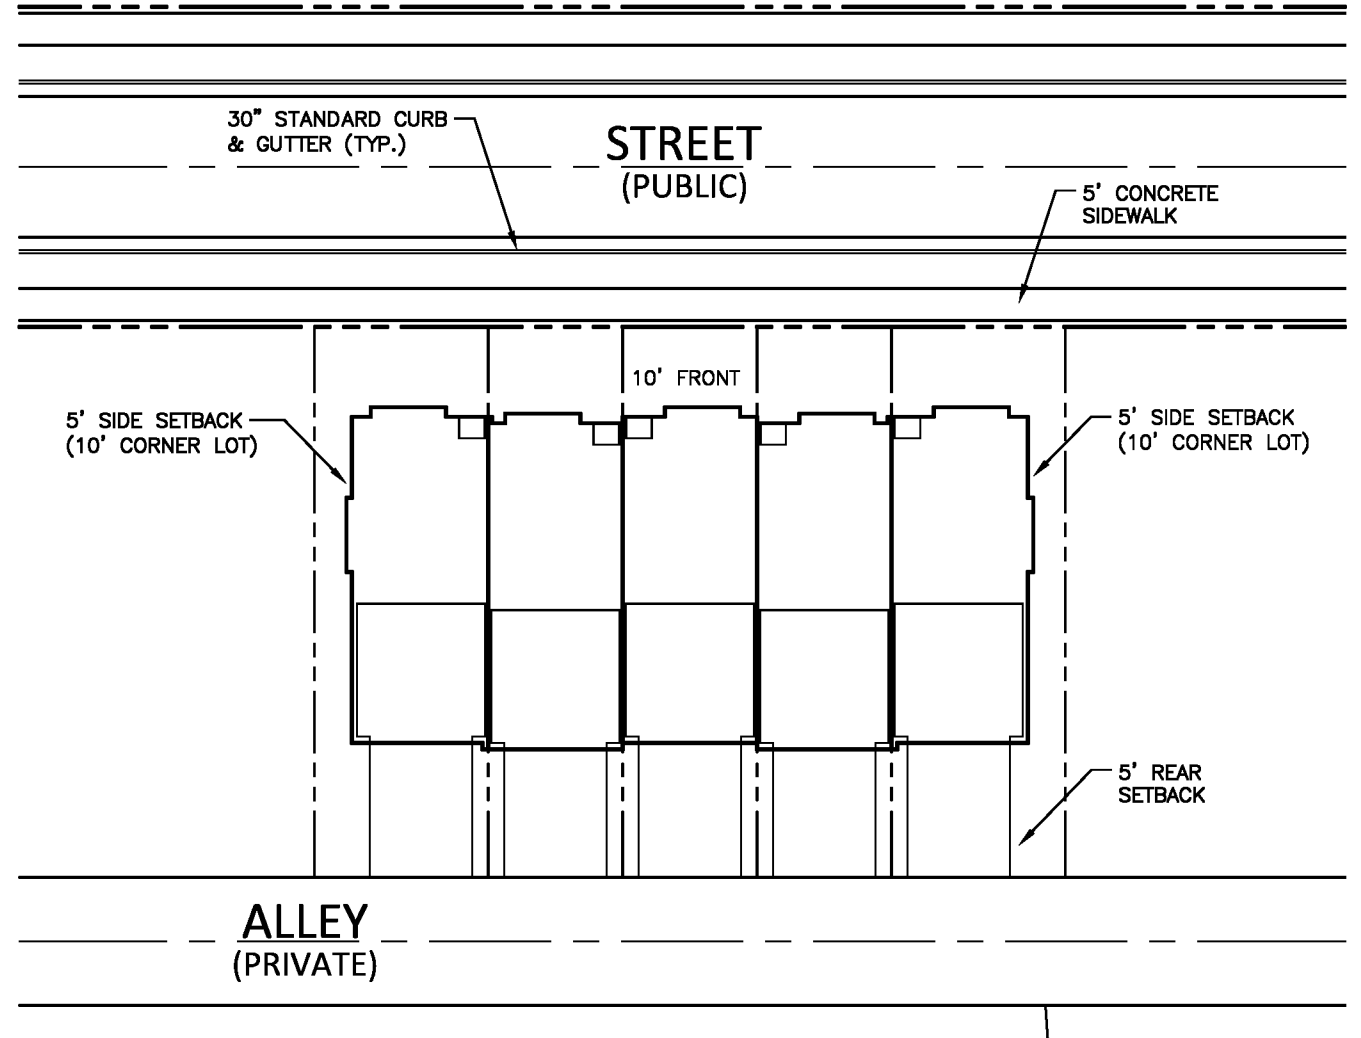 30" STANDARD CURB
& GUTTER (TYP.)
STREET
(PUBLIC)
5' CONCRETE
SIDEWALK
10' FRONT
5' SIDE SETBACK
(10' CORNER LOT)
5' SIDE SETBACK
(10' CORNER LOT)
5' REAR
SETBACK
ALLEY
(PRIVATE)